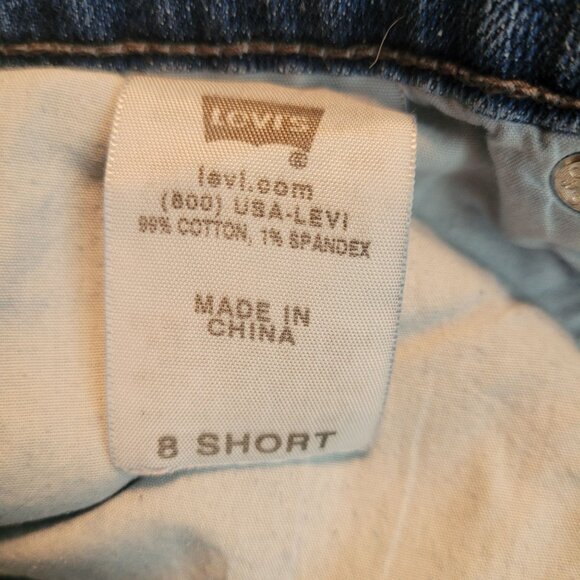 LEVI'S
®
levi.com
(800) USA-LEVI
99% COTTON, 1% SPANDEX
MADE IN
CHINA
8 SHORT